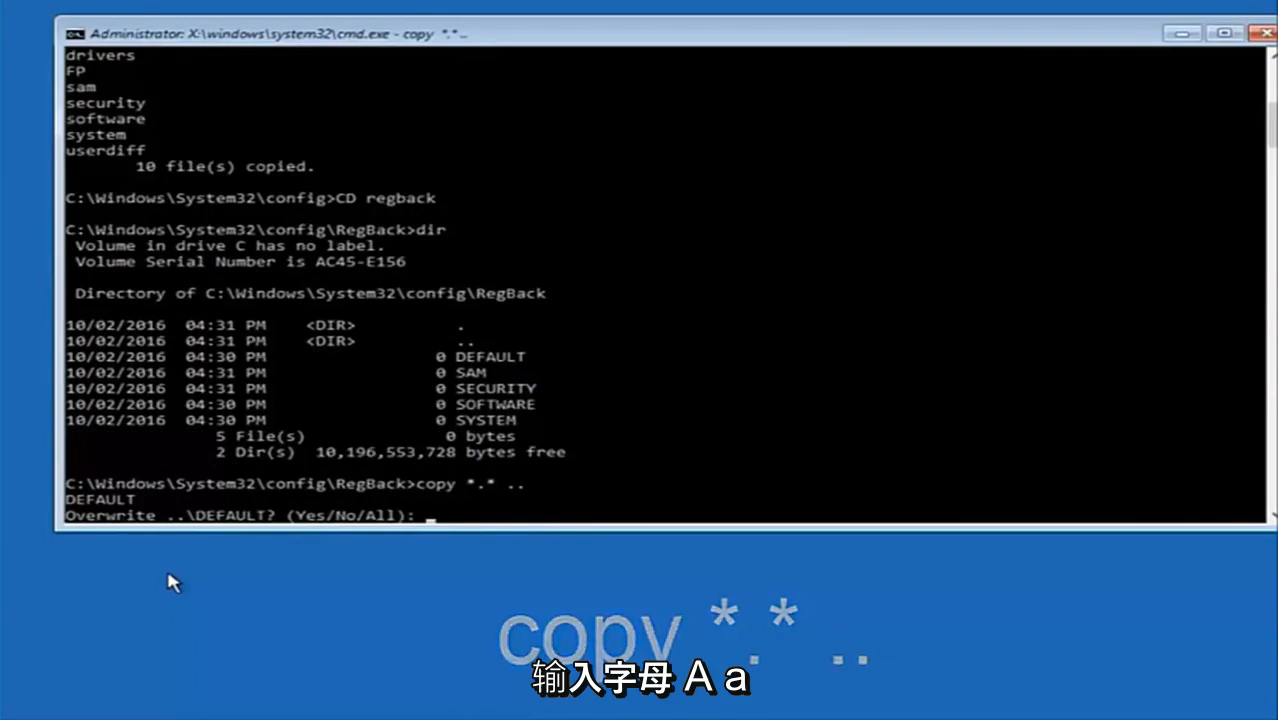 Administrator: X:\windows\system32\cmd.exe - copy *.* ..
drivers
FP
sam
security
software
system
userdiff
10 file(s) copied.
C:\Windows\System32\config>CD regback
C:\Windows\System32\config\RegBack>dir
Volume in drive C has no label.
Volume Serial Number is AC45-E156
Directory of C:\Windows\System32\config\RegBack
10/02/2016 04:31 PM <DIR> .
10/02/2016 04:31 PM <DIR> ..
10/02/2016 04:30 PM 0 DEFAULT
10/02/2016 04:31 PM 0 SAM
10/02/2016 04:31 PM 0 SECURITY
10/02/2016 04:30 PM 0 SOFTWARE
10/02/2016 04:30 PM 0 SYSTEM
5 File(s) 0 bytes
2 Dir(s) 10,196,553,728 bytes free
C:\Windows\System32\config\RegBack>copy *.* ..
DEFAULT
Overwrite ..\DEFAULT? (Yes/No/All): _
copy *.* ..
输入字母 A a